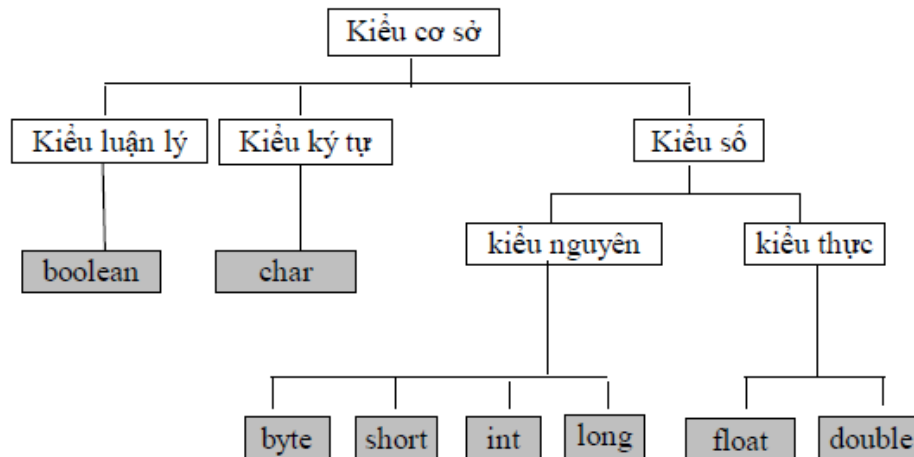 Kiểu cơ sở
Kiểu luận lý
Kiểu ký tự
Kiểu số
kiểu nguyên
kiểu thực
boolean
char
byte
short
int
long
float
double